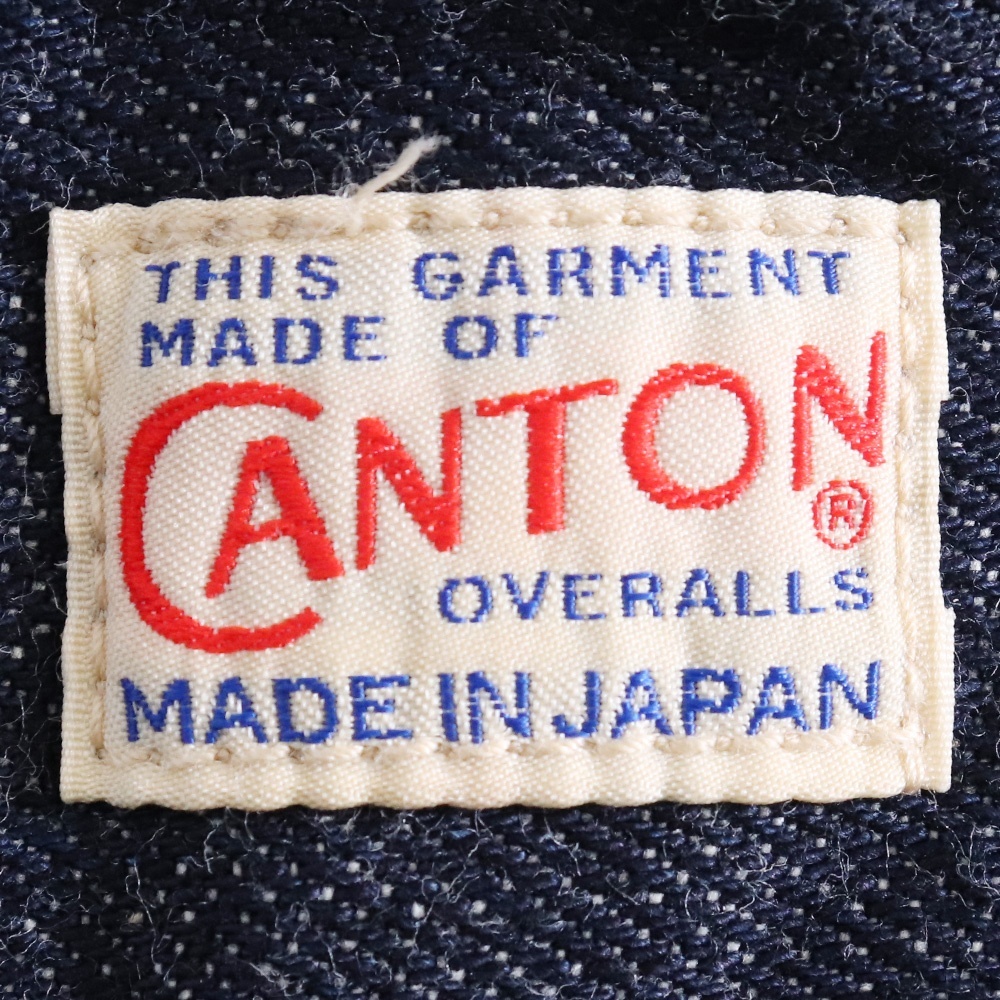 THIS GARMENT
MADE OF
CANTON
®
OVERALLS
MADE IN JAPAN